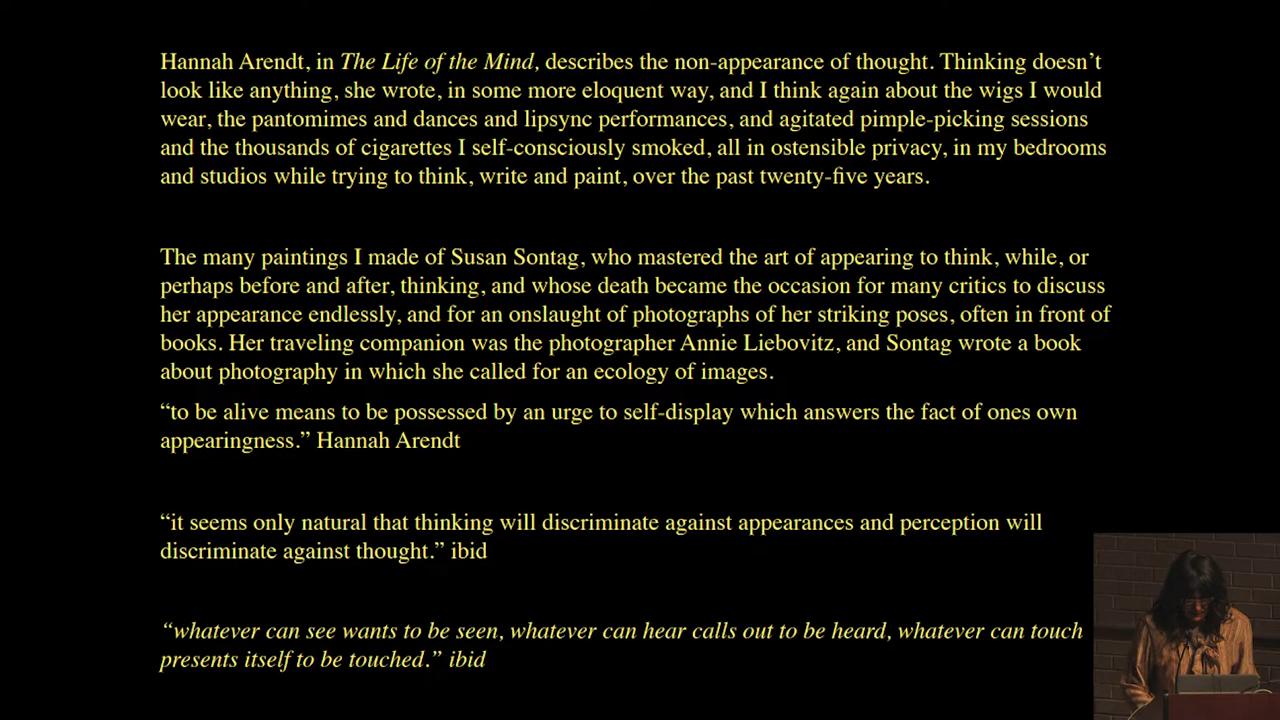 Hannah Arendt, in The Life of the Mind, describes the non-appearance of thought. Thinking doesn’t
look like anything, she wrote, in some more eloquent way, and I think again about the wigs I would
wear, the pantomimes and dances and lipsync performances, and agitated pimple-picking sessions
and the thousands of cigarettes I self-consciously smoked, all in ostensible privacy, in my bedrooms
and studios while trying to think, write and paint, over the past twenty-five years.
The many paintings I made of Susan Sontag, who mastered the art of appearing to think, while, or
perhaps before and after, thinking, and whose death became the occasion for many critics to discuss
her appearance endlessly, and for an onslaught of photographs of her striking poses, often in front of
books. Her traveling companion was the photographer Annie Liebovitz, and Sontag wrote a book
about photography in which she called for an ecology of images.
“to be alive means to be possessed by an urge to self-display which answers the fact of ones own
appearingness.” Hannah Arendt
“it seems only natural that thinking will discriminate against appearances and perception will
discriminate against thought.” ibid
“whatever can see wants to be seen, whatever can hear calls out to be heard, whatever can touch
presents itself to be touched.” ibid